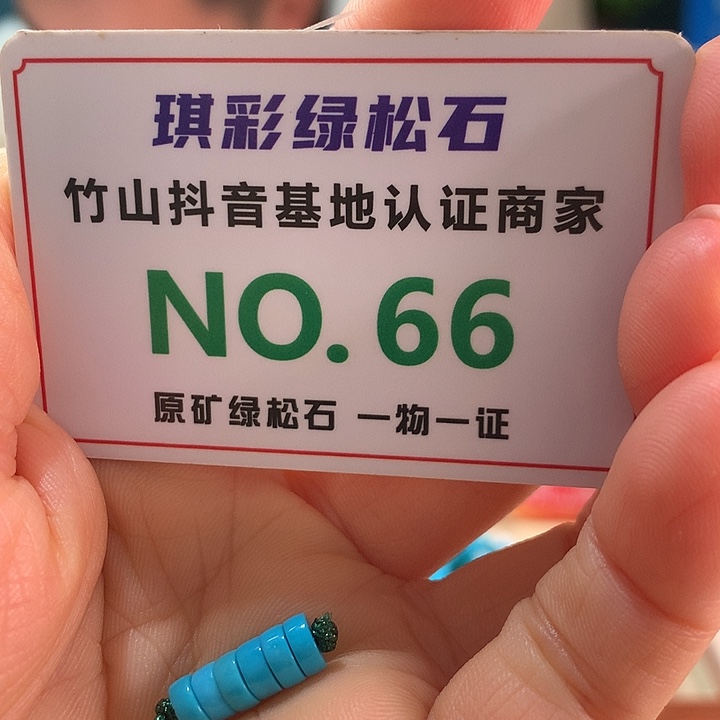 琪彩绿松石
竹山抖音基地认证商家
NO.66
原矿绿松石 一物一证